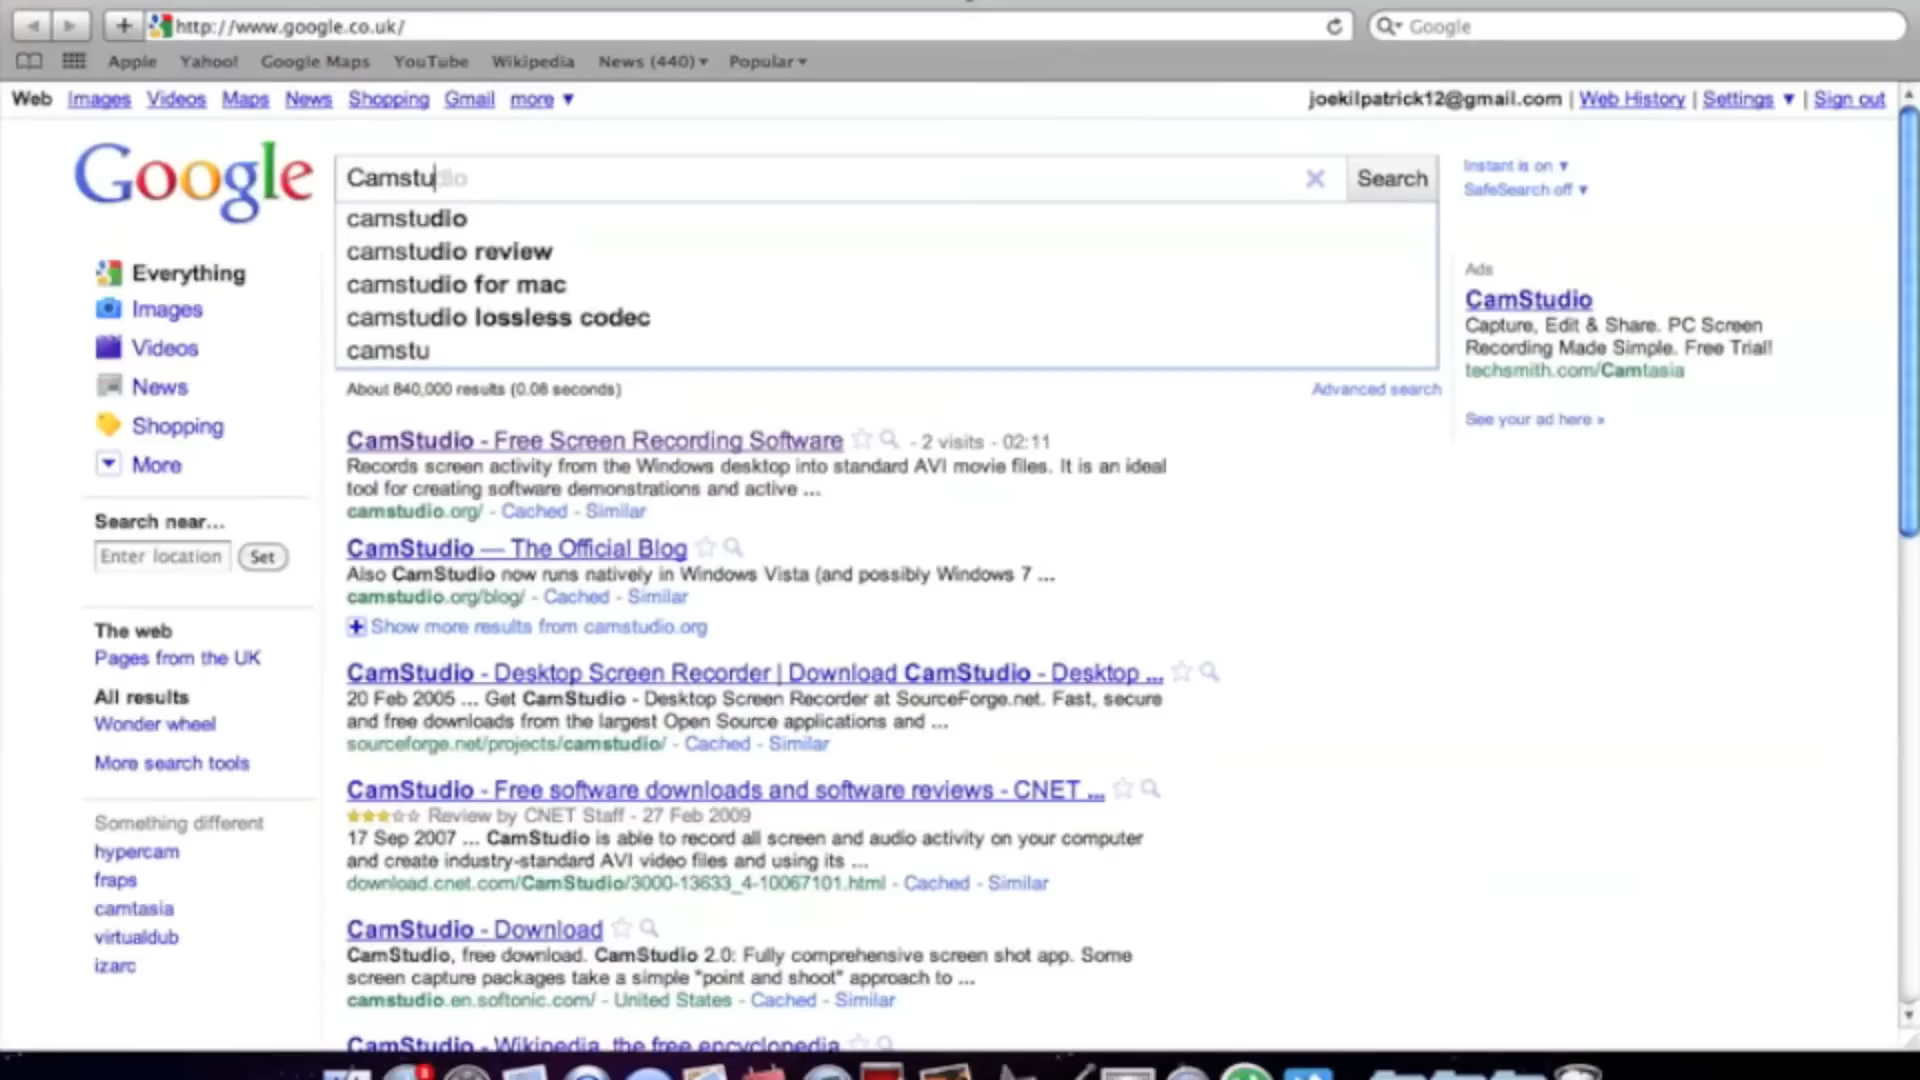 http://www.google.co.uk/
Google
Apple Yahoo! Google Maps YouTube Wikipedia News (440)▾ Popular▾
Web Images Videos Maps News Shopping Gmail more ▼
joekilpatrick12@gmail.com | Web History | Settings ▼ | Sign out
Google
Camstudio
Search
Instant is on ▼
SafeSearch off ▼
camstudio
camstudio review
camstudio for mac
camstudio lossless codec
camstu
About 840,000 results (0.08 seconds)
Advanced search
Everything
Images
Videos
News
Shopping
More
Search near...
Enter location Set
The web
Pages from the UK
All results
Wonder wheel
More search tools
Something different
hypercam
fraps
camtasia
virtualdub
izarc
CamStudio - Free Screen Recording Software - 2 visits - 02:11
Records screen activity from the Windows desktop into standard AVI movie files. It is an ideal
tool for creating software demonstrations and active ...
camstudio.org/ - Cached - Similar
CamStudio — The Official Blog
Also CamStudio now runs natively in Windows Vista (and possibly Windows 7 ...
camstudio.org/blog/ - Cached - Similar
Show more results from camstudio.org
CamStudio - Desktop Screen Recorder | Download CamStudio - Desktop ...
20 Feb 2005 ... Get CamStudio - Desktop Screen Recorder at SourceForge.net. Fast, secure
and free downloads from the largest Open Source applications and ...
sourceforge.net/projects/camstudio/ - Cached - Similar
CamStudio - Free software downloads and software reviews - CNET ...
Review by CNET Staff - 27 Feb 2009
17 Sep 2007 ... CamStudio is able to record all screen and audio activity on your computer
and create industry-standard AVI video files and using its ...
download.cnet.com/CamStudio/3000-13633_4-10067101.html - Cached - Similar
CamStudio - Download
CamStudio, free download. CamStudio 2.0: Fully comprehensive screen shot app. Some
screen capture packages take a simple "point and shoot" approach to ...
camstudio.en.softonic.com/ - United States - Cached - Similar
CamStudio - Wikipedia, the free encyclopedia
Ads
CamStudio
Capture, Edit & Share. PC Screen
Recording Made Simple. Free Trial!
techsmith.com/Camtasia
See your ad here »